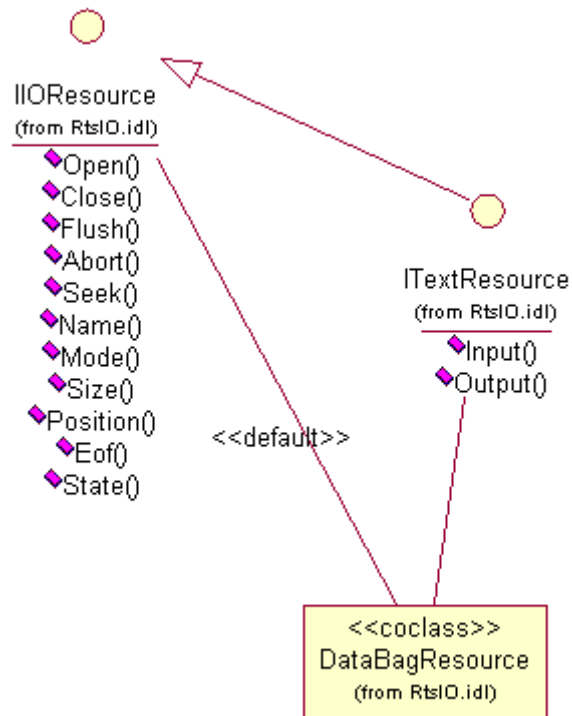 IIOResource
(from RtsIO.idl)
Open()
Close()
Flush()
Abort()
Seek()
Name()
Mode()
Size()
Position()
Eof()
State()
ITextResource
(from RtsIO.idl)
Input()
Output()
<<default>>
<<coclass>>
DataBagResource
(from RtsIO.idl)